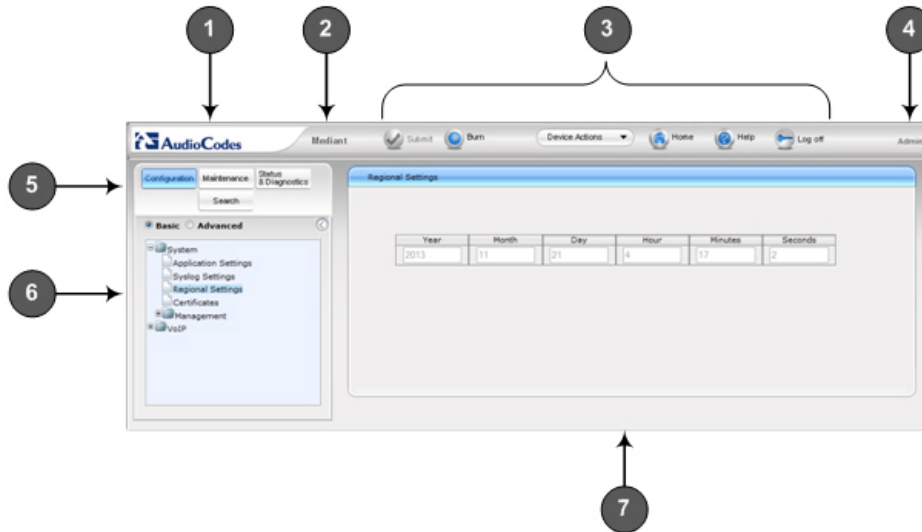 1
2
3
4
AudioCodes
Mediant
Submit
Burn
Device Actions
Home
Help
Log off
Admin
5
Configuration
Maintenance
Status
& Diagnostics
Search
Basic
Advanced
6
System
Application Settings
Syslog Settings
Regional Settings
Certificates
Management
VoIP
Regional Settings
Year Month Day Hour Minutes Seconds
2013 11 21 4 17 2
7